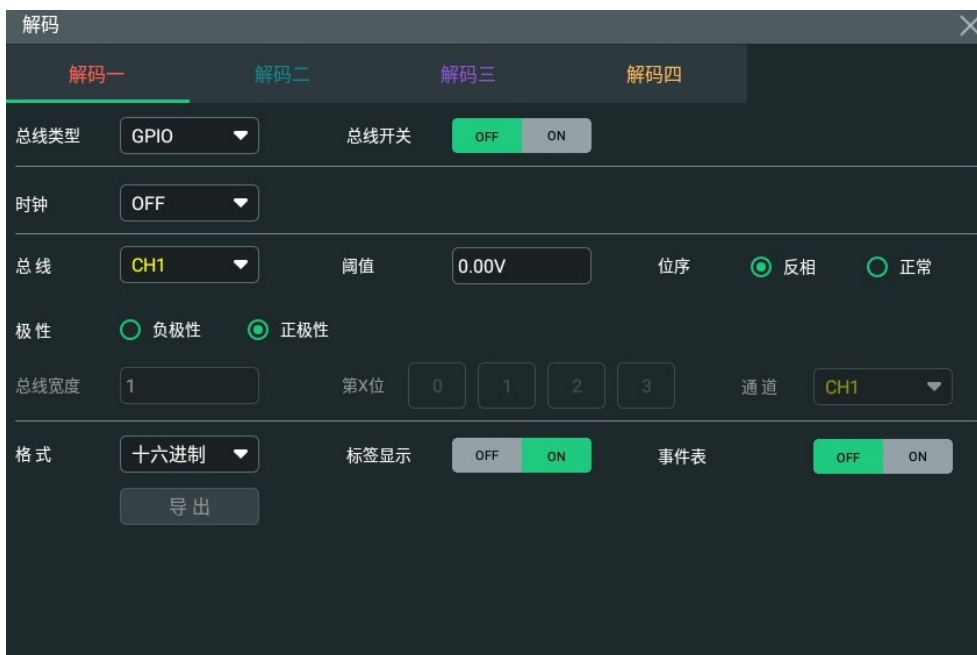 解码
解码一 解码二 解码三 解码四
总线类型 GPIO 总线开关 OFF ON
时钟 OFF
总线 CH1 阈值 0.00V 位序 反相 正常
极性 负极性 正极性
总线宽度 1 第X位 0 1 2 3 通道 CH1
格式 十六进制 标签显示 OFF ON 事件表 OFF ON
导出